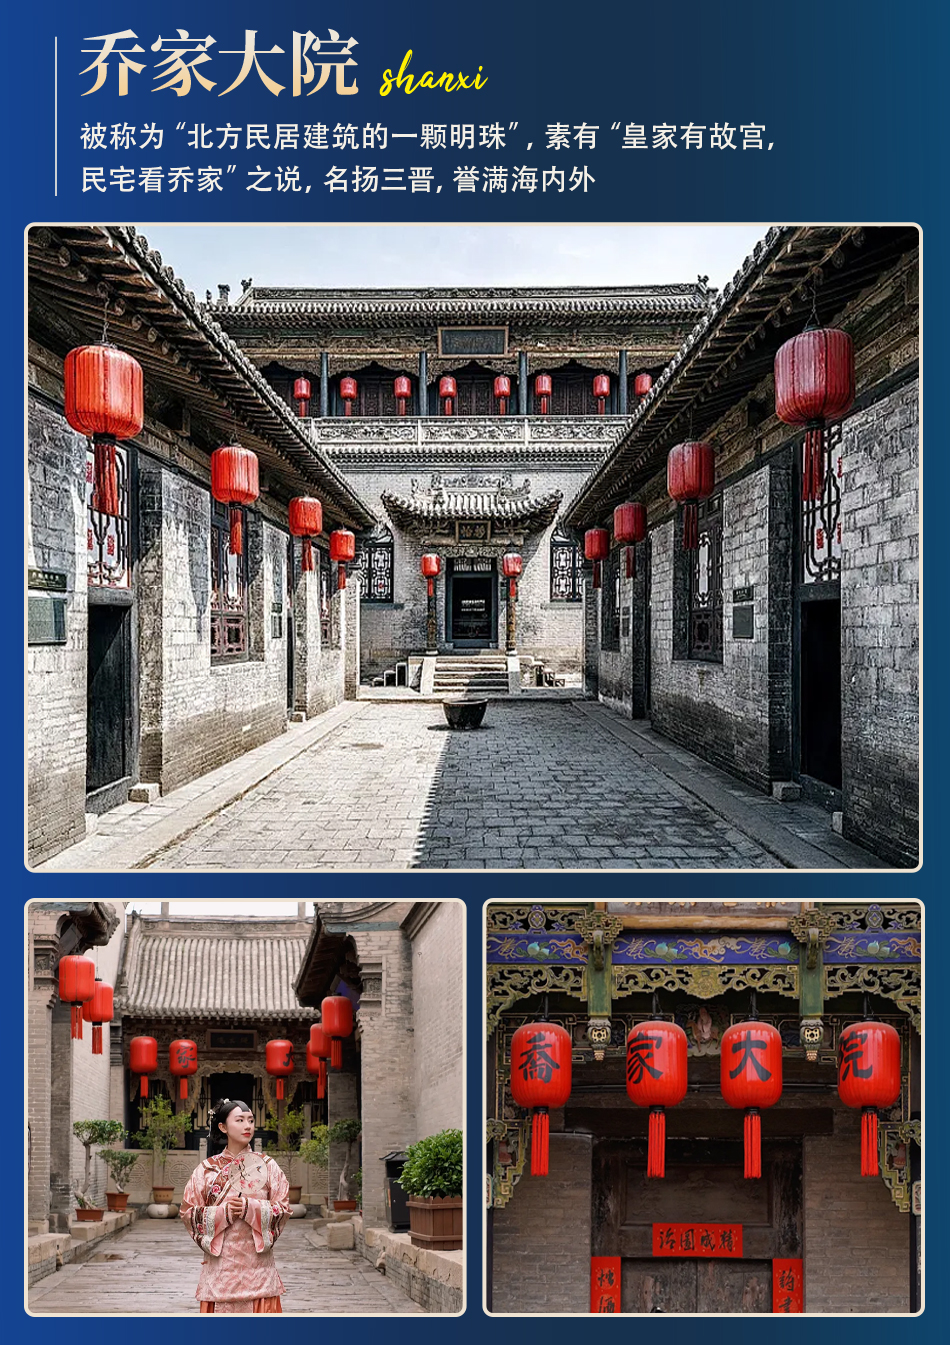 乔家大院 shanxi
被称为“北方民居建筑的一颗明珠”，素有“皇家有故宫，
民宅看乔家”之说，名扬三晋，誉满海内外
家 大
喬 家 大 院